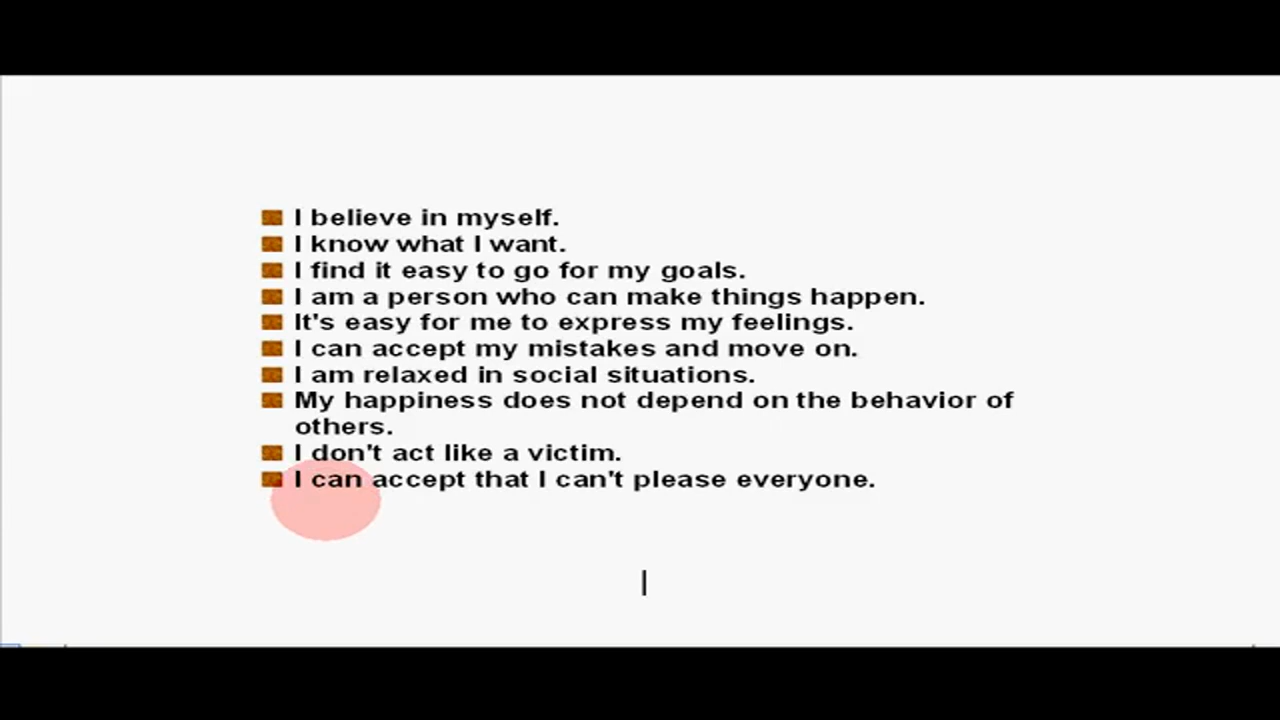 I believe in myself.
I know what I want.
I find it easy to go for my goals.
I am a person who can make things happen.
It's easy for me to express my feelings.
I can accept my mistakes and move on.
I am relaxed in social situations.
My happiness does not depend on the behavior of
others.
I don't act like a victim.
I can accept that I can't please everyone.